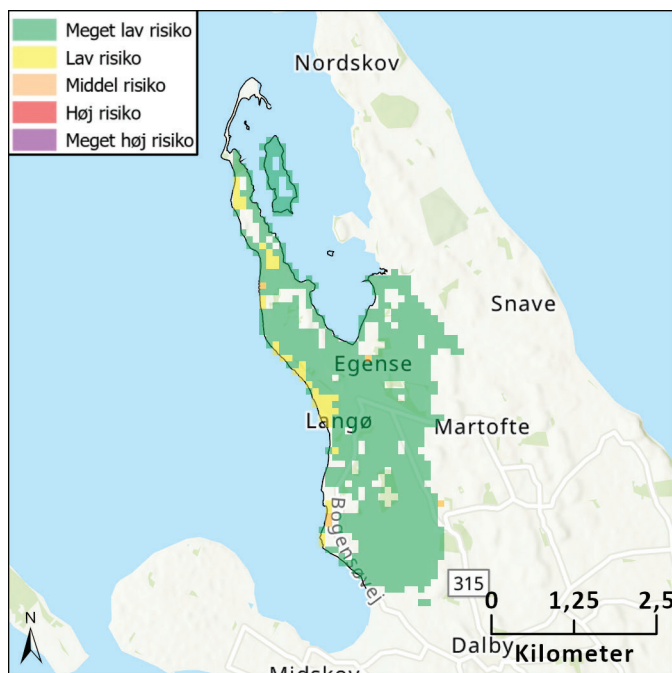 Meget lav risiko
Lav risiko
Middel risiko
Høj risiko
Meget høj risiko
Nordskov
Snave
Egense
Langø
Martofte
Bogensøvej
315
0 1,25 2,5
Kilometer
N
Dalby
Midskov